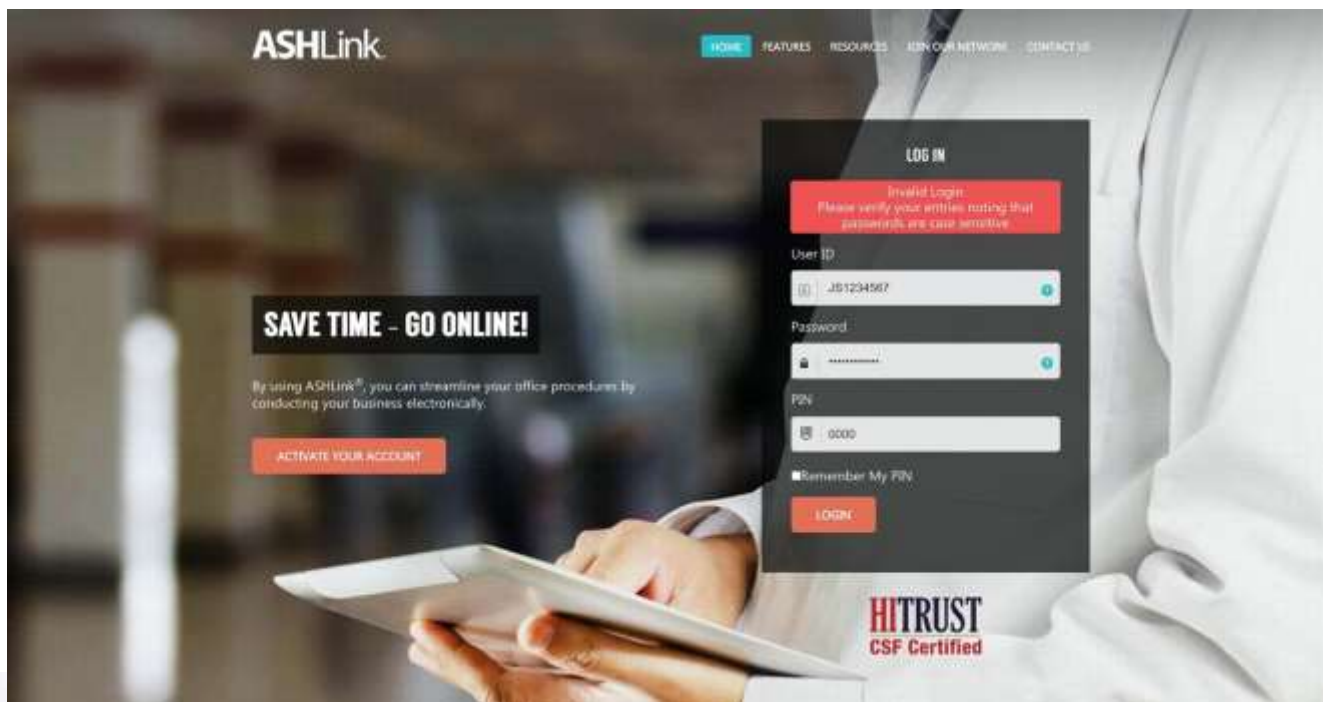 ASHLink
HOME FEATURES RESOURCES JOIN OUR NETWORK CONTACT US
LOG IN
Invalid Login
Please verify your entries noting that
passwords are case sensitive
User ID
JS1234567
SAVE TIME - GO ONLINE!
Password
••••••••••••
By using ASHLink®, you can streamline your office procedures by
conducting your business electronically.
PIN
0000
ACTIVATE YOUR ACCOUNT
Remember My PIN
LOGIN
HITRUST
CSF Certified